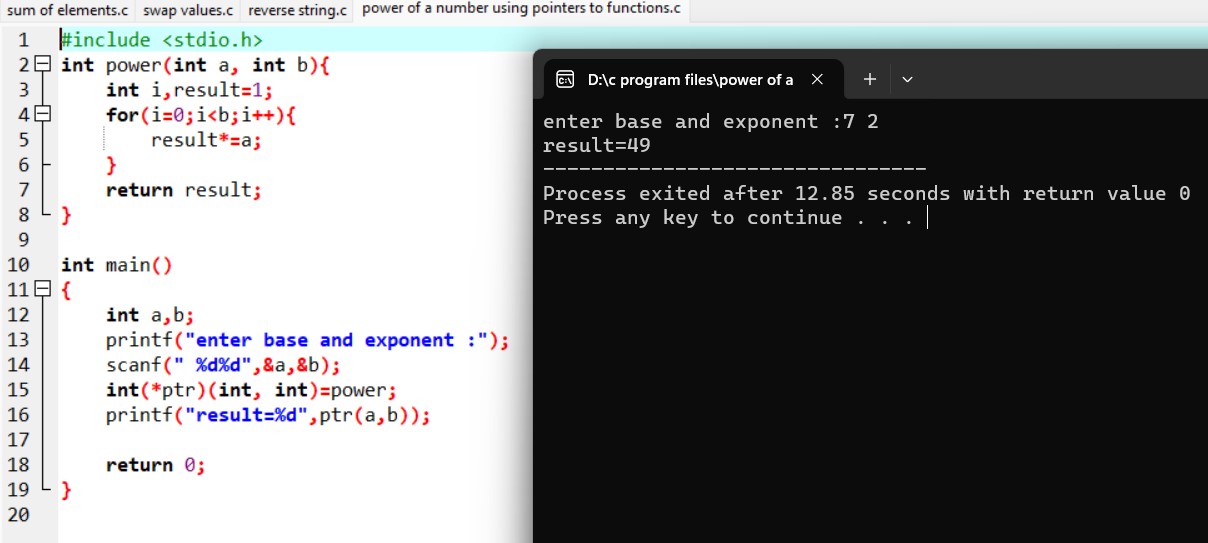 sum of elements.c swap values.c reverse string.c power of a number using pointers to functions.c
1 #include <stdio.h>
2 int power(int a, int b){
3 int i,result=1;
4 for(i=0;i<b;i++){
5 result*=a;
6 }
7 return result;
8 }
9
10 int main()
11 {
12 int a,b;
13 printf("enter base and exponent :");
14 scanf(" %d%d",&a,&b);
15 int(*ptr)(int, int)=power;
16 printf("result=%d",ptr(a,b));
17
18 return 0;
19 }
20
D:\c program files\power of a
enter base and exponent :7 2
result=49
--------------------------------
Process exited after 12.85 seconds with return value 0
Press any key to continue . . .